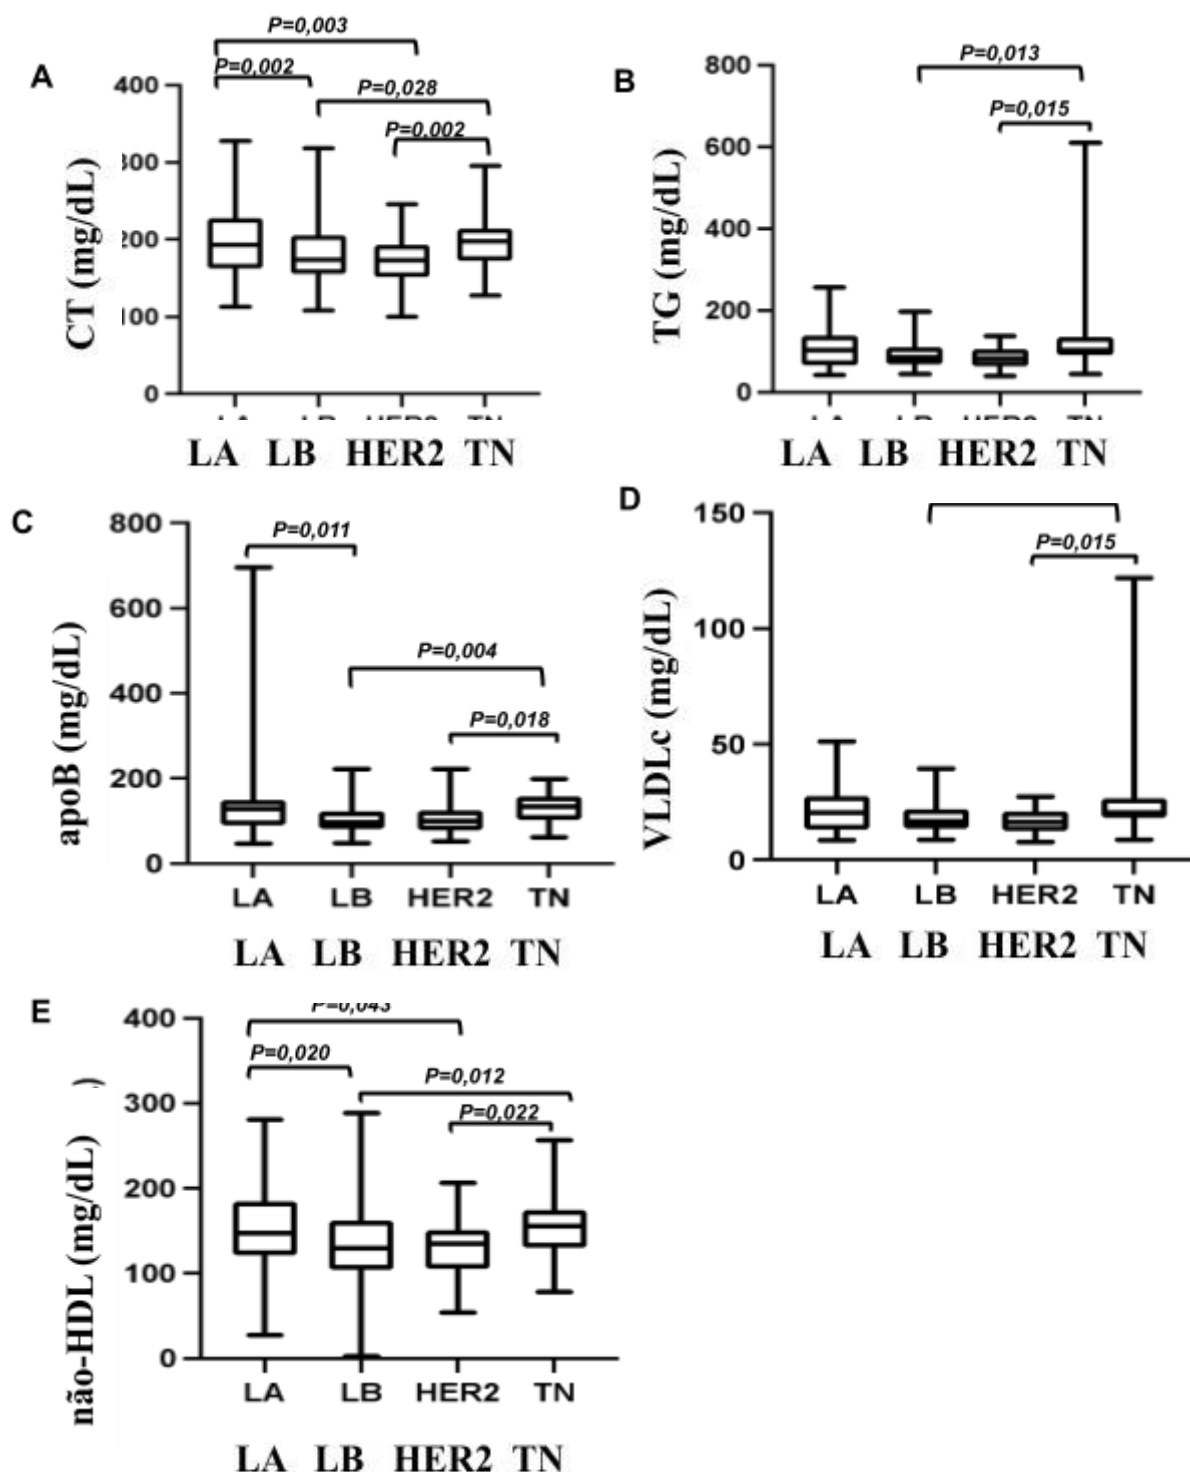 A
P=0,003
P=0,002
P=0,028
P=0,002
CT (mg/dL)
400
300
200
100
0
LA LB HER2 TN
B
P=0,013
P=0,015
TG (mg/dL)
800
600
400
200
0
LA LB HER2 TN
C
P=0,011
P=0,004
P=0,018
apoB (mg/dL)
800
600
400
200
0
LA LB HER2 TN
LA LB HER2 TN
D
P=0,015
VLDLc (mg/dL)
150
100
50
0
LA LB HER2 TN
LA LB HER2 TN
E
P=0,043
P=0,020
P=0,012
P=0,022
)
não-HDL (mg/dL)
400
300
200
100
0
LA LB HER2 TN
LA LB HER2 TN